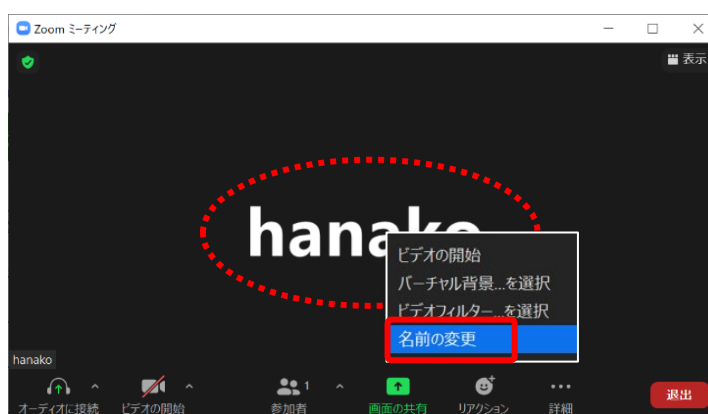 Zoom ミーティング
表示
hanako
ビデオの開始
バーチャル背景...を選択
ビデオフィルター...を選択
名前の変更
hanako
オーディオに接続 ビデオの開始 参加者 1 画面の共有 リアクション 詳細 退出